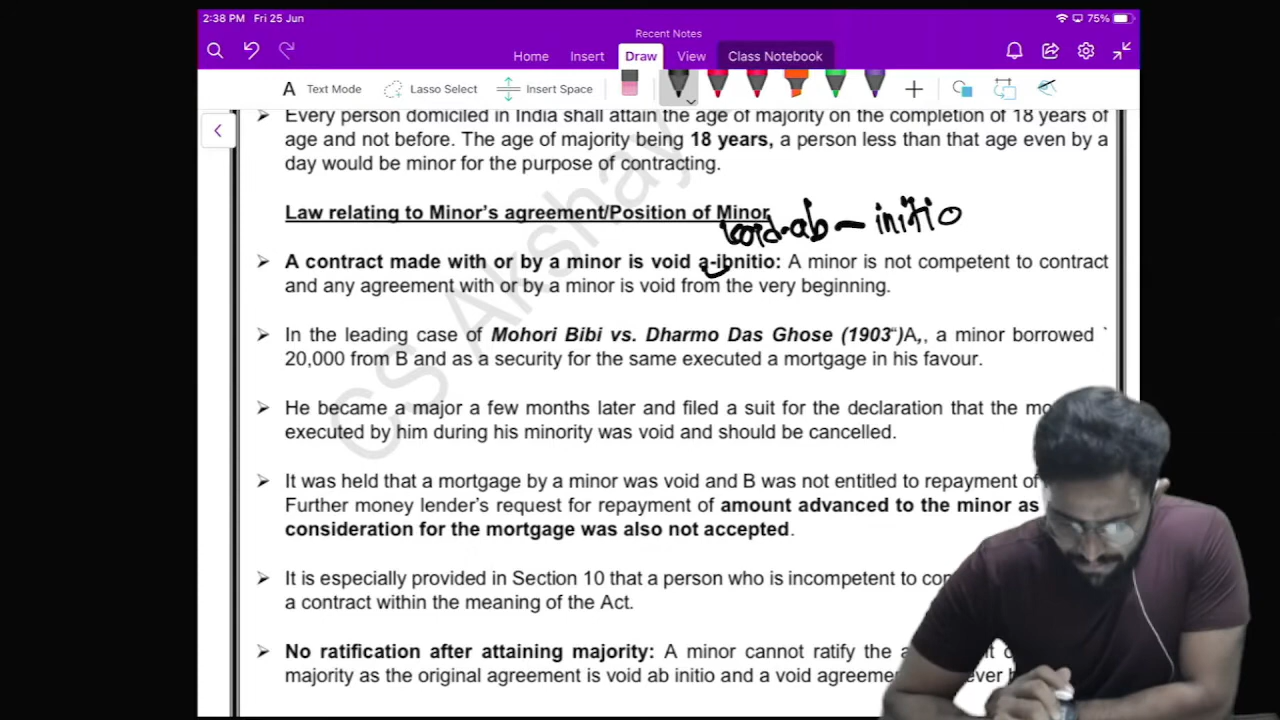 2:38 PM Fri 25 Jun
75%
Recent Notes
Home Insert Draw View Class Notebook
A Text Mode Lasso Select Insert Space
Every person domiciled in India shall attain the age of majority on the completion of 18 years of
age and not before. The age of majority being 18 years, a person less than that age even by a
day would be minor for the purpose of contracting.
Law relating to Minor's agreement/Position of Minor
void-ab-initio
A contract made with or by a minor is void a-ibnitio: A minor is not competent to contract
and any agreement with or by a minor is void from the very beginning.
In the leading case of Mohori Bibi vs. Dharmo Das Ghose (1903")A,, a minor borrowed `
20,000 from B and as a security for the same executed a mortgage in his favour.
He became a major a few months later and filed a suit for the declaration that the
executed by him during his minority was void and should be cancelled.
It was held that a mortgage by a minor was void and B was not entitled to repayment of
Further money lender's request for repayment of amount advanced to the minor as
consideration for the mortgage was also not accepted.
It is especially provided in Section 10 that a person who is incompetent to
a contract within the meaning of the Act.
No ratification after attaining majority: A minor cannot ratify the
majority as the original agreement is void ab initio and a void
CS Akshay